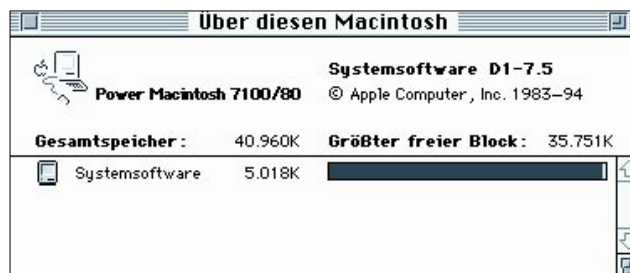 Über diesen Macintosh
Systemsoftware D1-7.5
Power Macintosh 7100/80 © Apple Computer, Inc. 1983–94
Gesamtspeicher: 40.960K Größter freier Block: 35.751K
Systemsoftware 5.018K